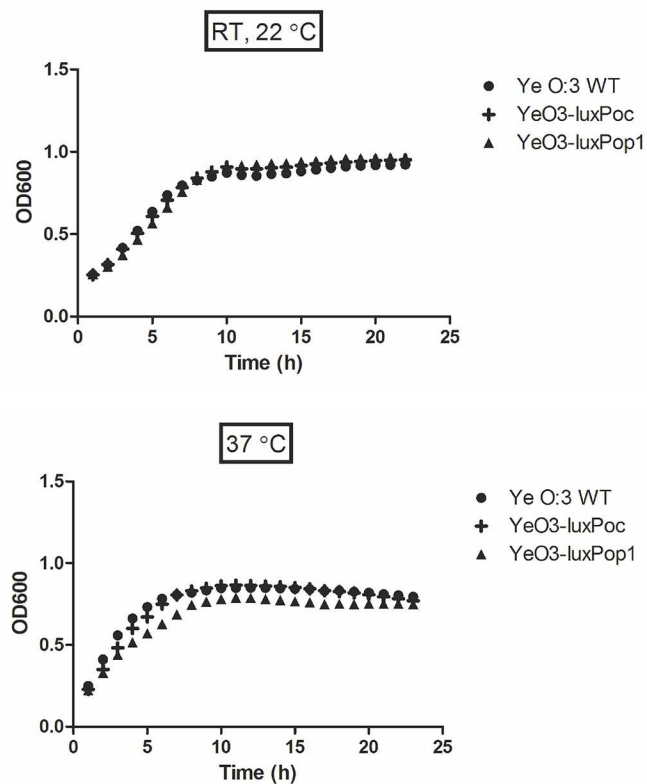 RT, 22 °C
1.5
1.0
0.5
0.0
OD600
0
5
10
15
20
25
Time (h)
Ye O:3 WT
YeO3-luxPoc
YeO3-luxPop1
37 °C
1.5
1.0
0.5
0.0
OD600
0
5
10
15
20
25
Time (h)
Ye O:3 WT
YeO3-luxPoc
YeO3-luxPop1